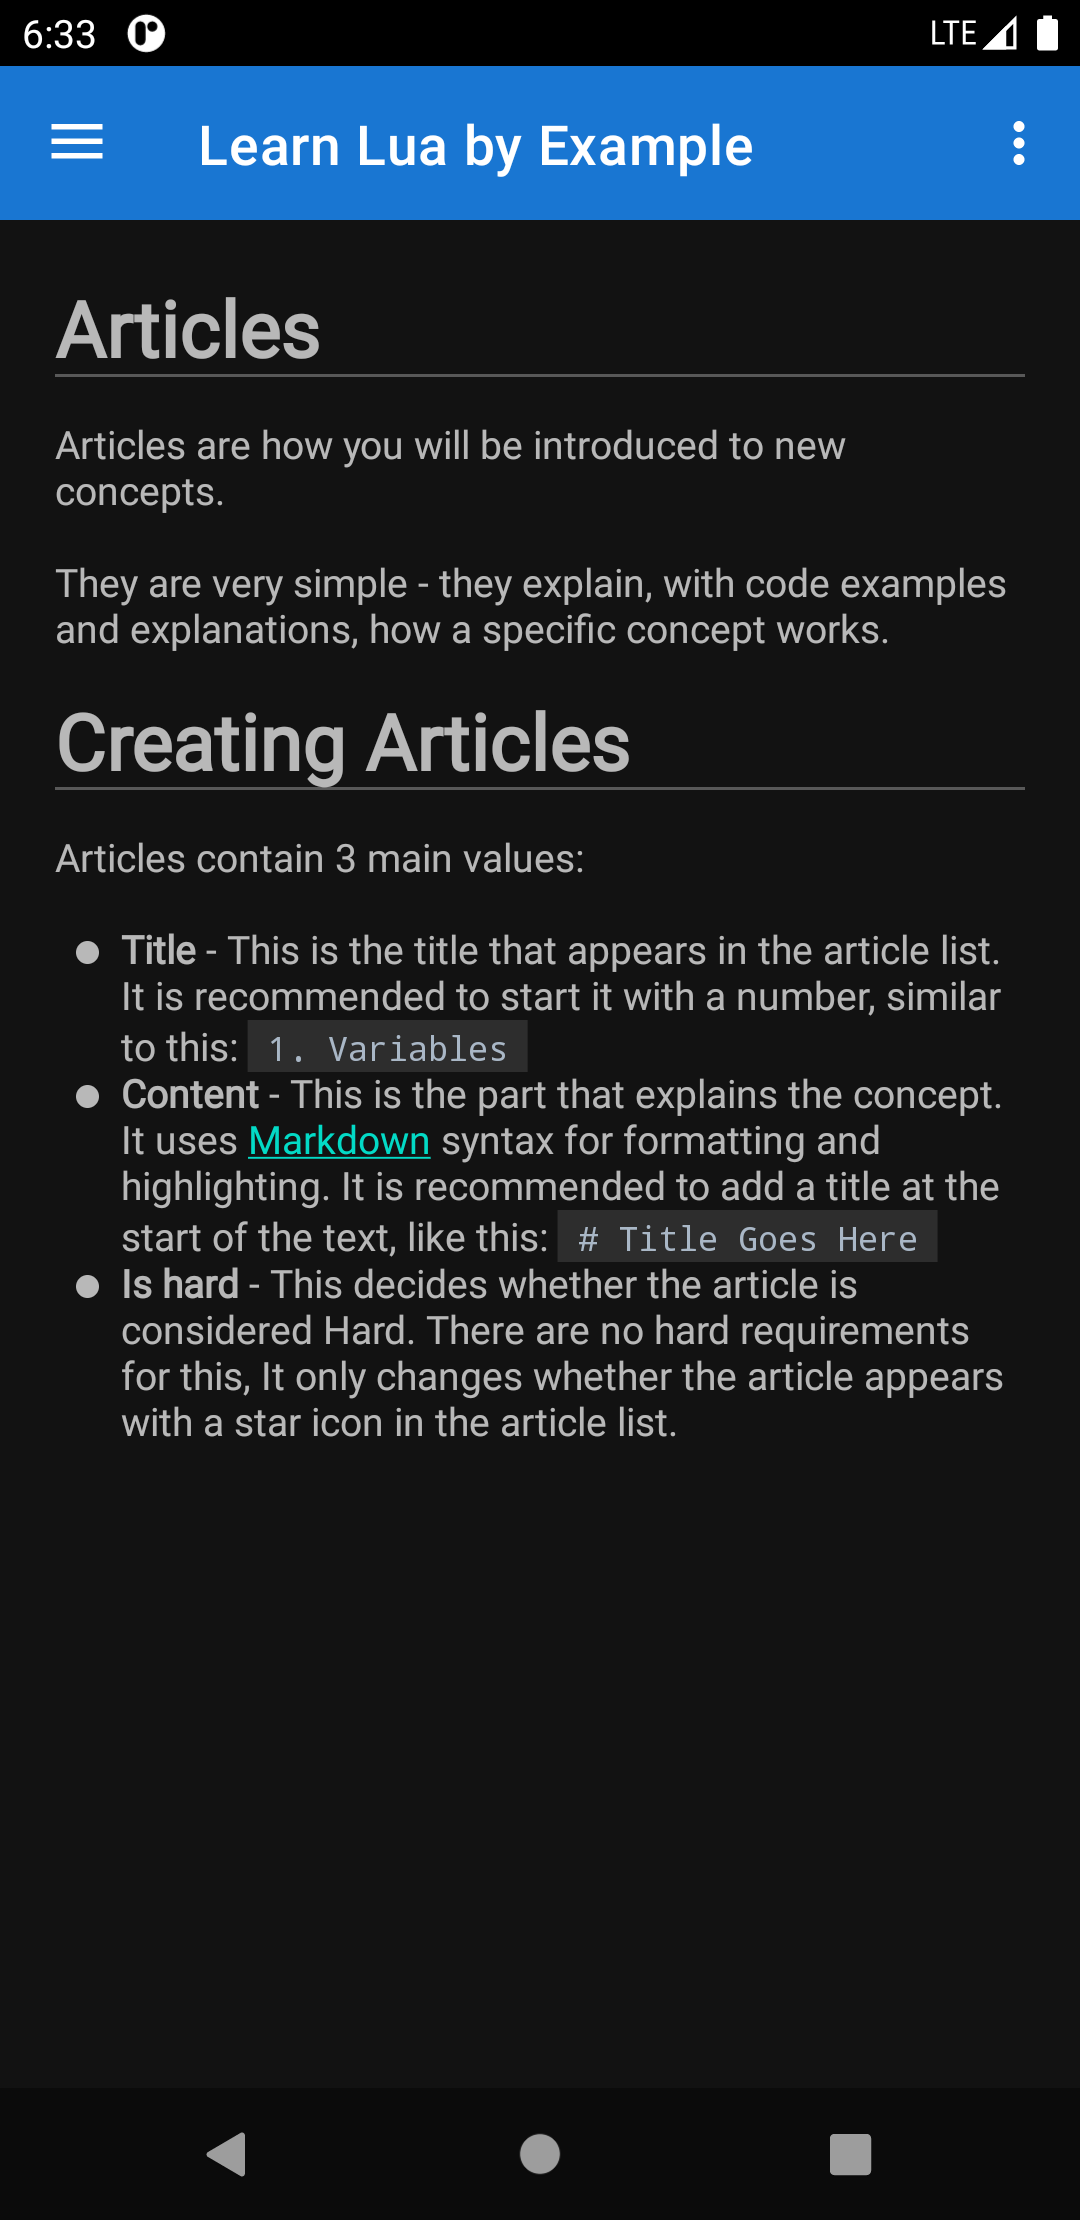 6:33
LTE
Learn Lua by Example
Articles
Articles are how you will be introduced to new
concepts.
They are very simple - they explain, with code examples
and explanations, how a specific concept works.
Creating Articles
Articles contain 3 main values:
Title - This is the title that appears in the article list.
It is recommended to start it with a number, similar
to this: 1. Variables
Content - This is the part that explains the concept.
It uses Markdown syntax for formatting and
highlighting. It is recommended to add a title at the
start of the text, like this: # Title Goes Here
Is hard - This decides whether the article is
considered Hard. There are no hard requirements
for this, It only changes whether the article appears
with a star icon in the article list.